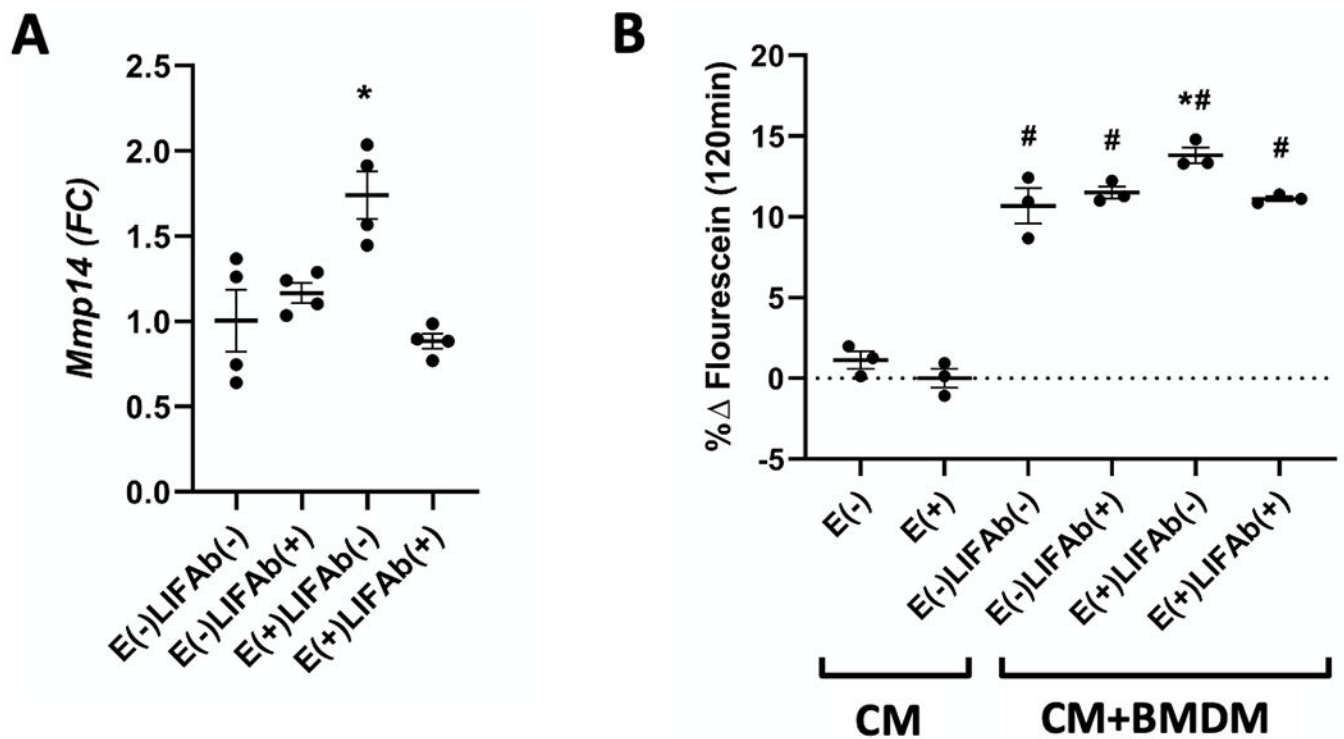 A
Mmp14 (FC)
2.5
2.0
1.5
1.0
0.5
0.0
*
E(-)LIFAb(-)
E(-)LIFAb(+)
E(+)LIFAb(-)
E(+)LIFAb(+)
B
%Δ Flourescein (120min)
20
15
10
5
0
-5
#
#
*#
#
E(-)
E(+)
E(-)LIFAb(-)
E(-)LIFAb(+)
E(+)LIFAb(-)
E(+)LIFAb(+)
CM
CM+BMDM